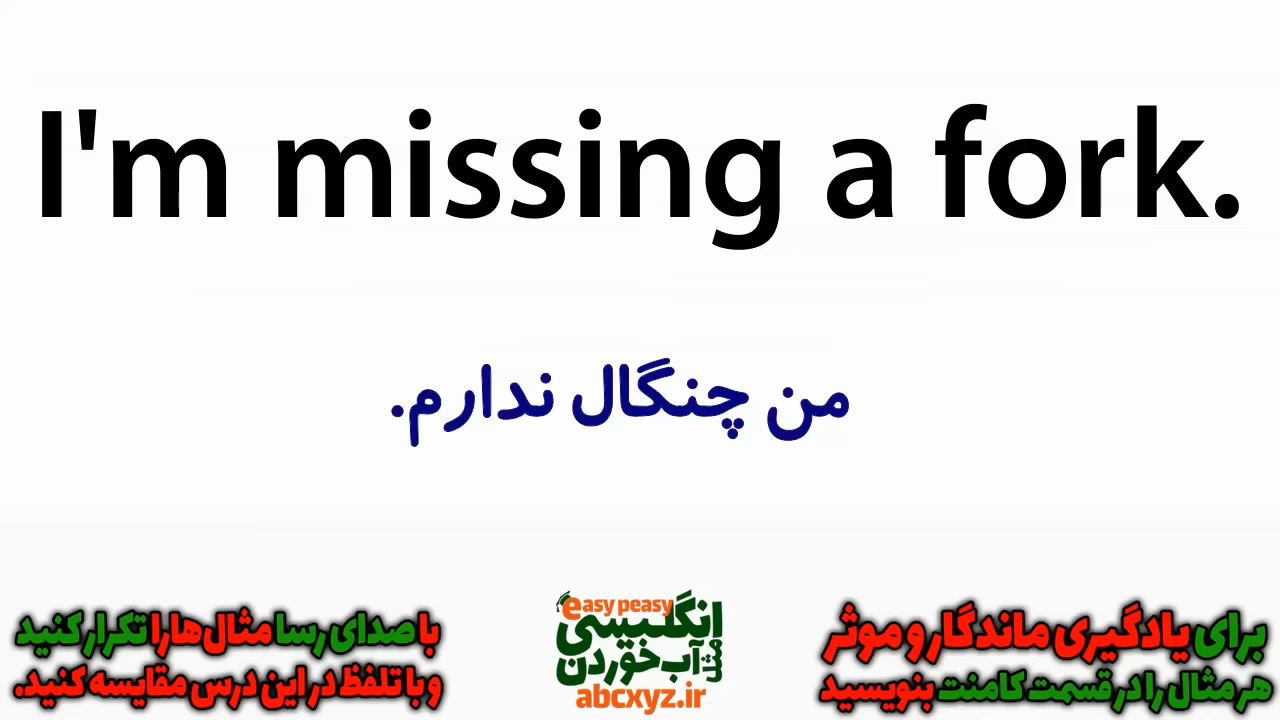 I'm missing a fork.
من چنگال ندارم.
برای یادگیری ماندگار و موثر
هر مثال را در قسمت کامنت بنویسید
easy peasy
انگلیسی
مثل آب خوردن
abcxyz.ir
با صدای رسا مثال‌ها را تکرار کنید
و با تلفظ در این درس مقایسه کنید.